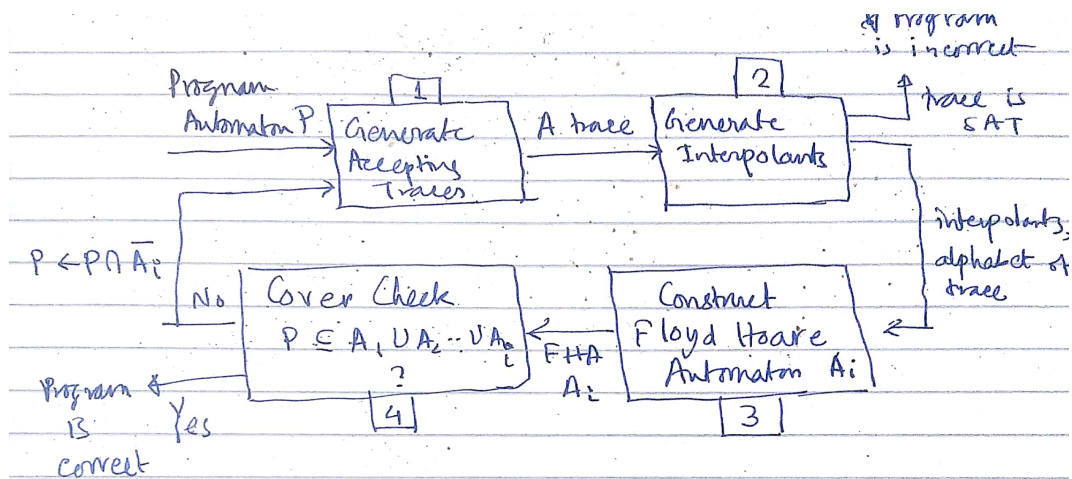 Program
is incorrect
trace is
SAT
Program
Automaton P
1
Generate
Accepting
Traces
A trace
2
Generate
Interpolants
interpolants,
alphabet of
trace
3
Construct
Floyd Hoare
Automaton Ai
FHA
Ai
4
Cover Check
P ⊆ A1 ∪ A2 ·· ∪ Ai
?
No
P ← P ∩ A̅i
Yes
Program
is
correct